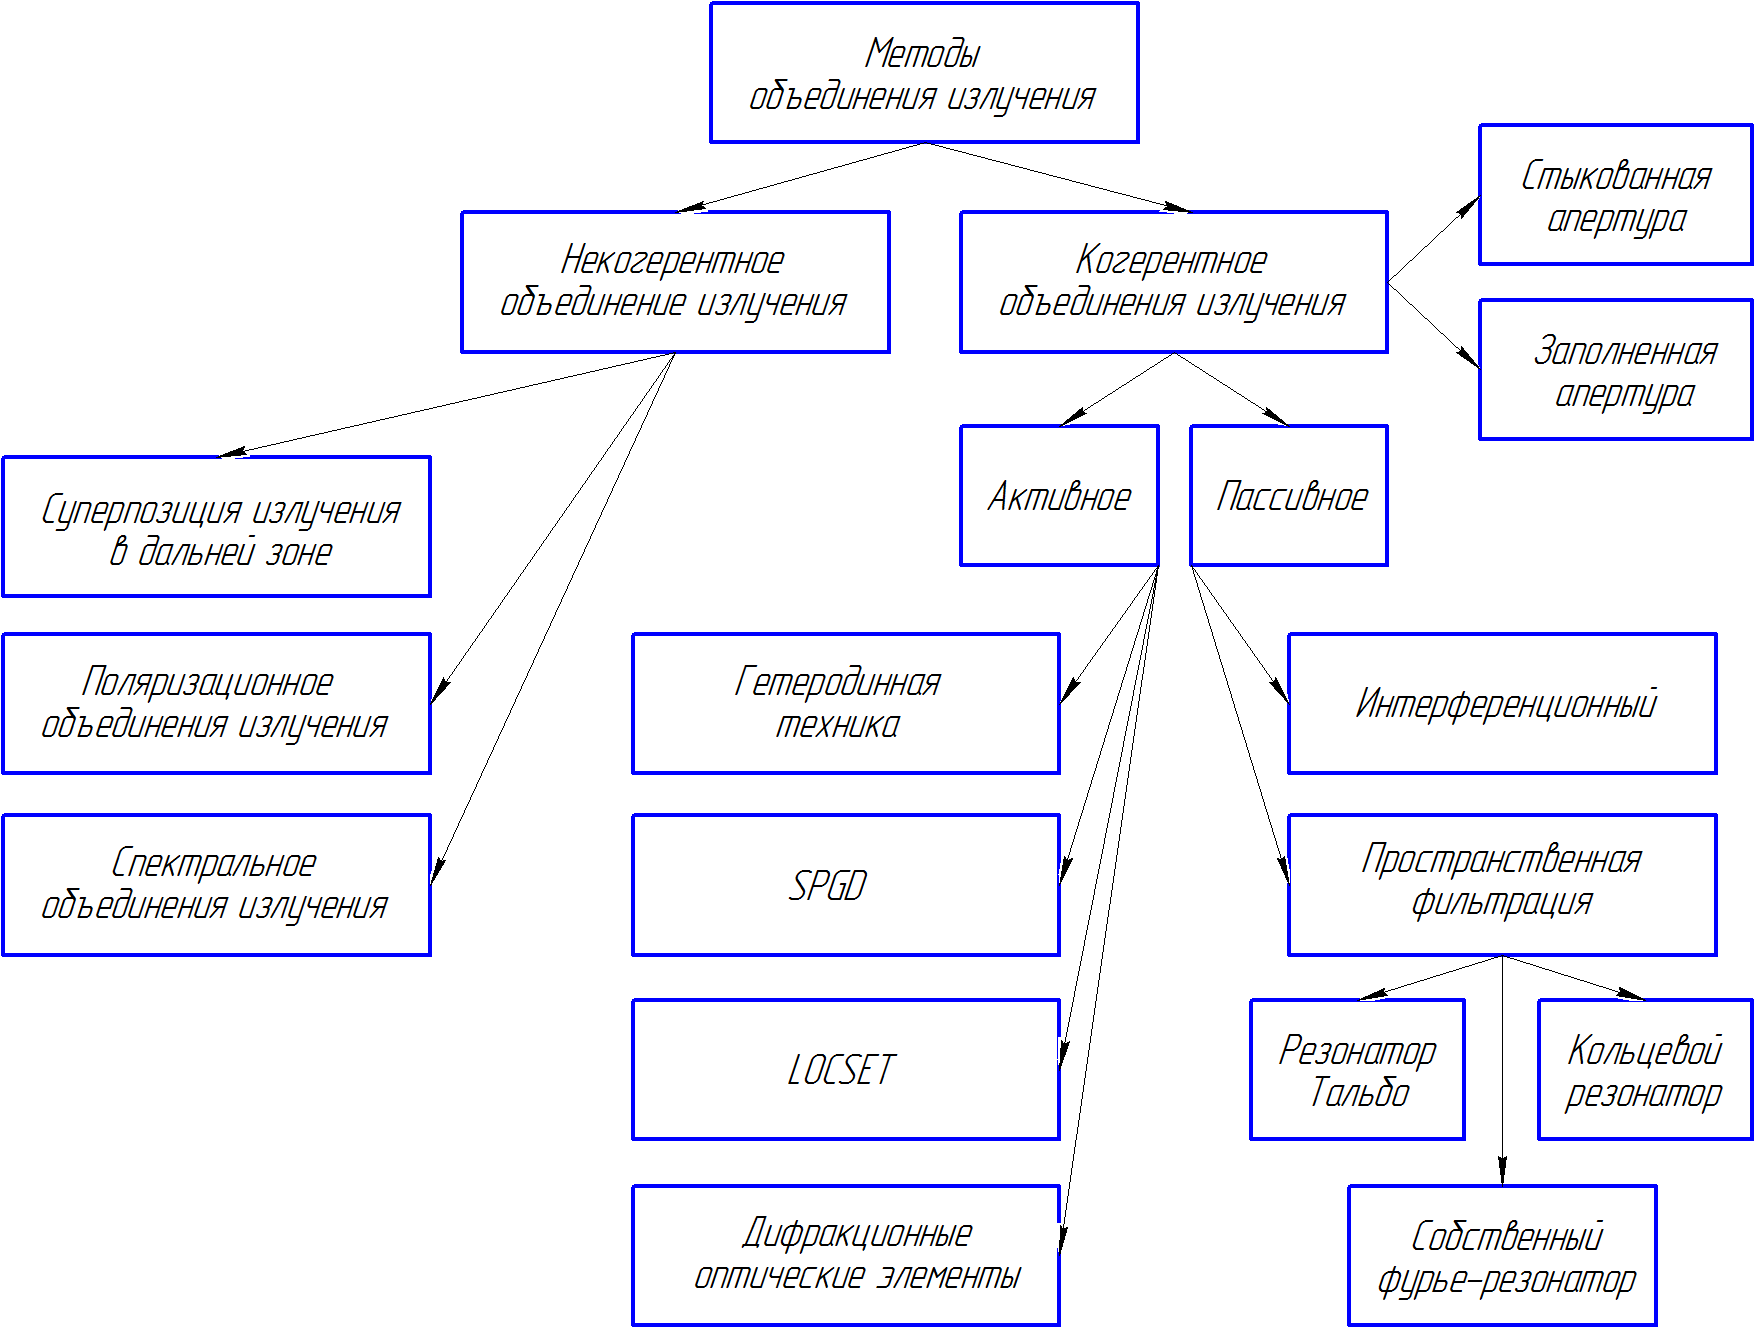 Методы
объединения излучения
Стыкованная
апертура
Некогерентное
объединение излучения
Когерентное
объединения излучения
Заполненная
апертура
Активное
Пассивное
Суперпозиция излучения
в дальней зоне
Поляризационное
объединения излучения
Гетеродинная
техника
Интерференционный
Спектральное
объединения излучения
SPGD
Пространственная
фильтрация
LOCSET
Резонатор
Тальбо
Кольцевой
резонатор
Дифракционные
оптические элементы
Собственный
фурье-резонатор